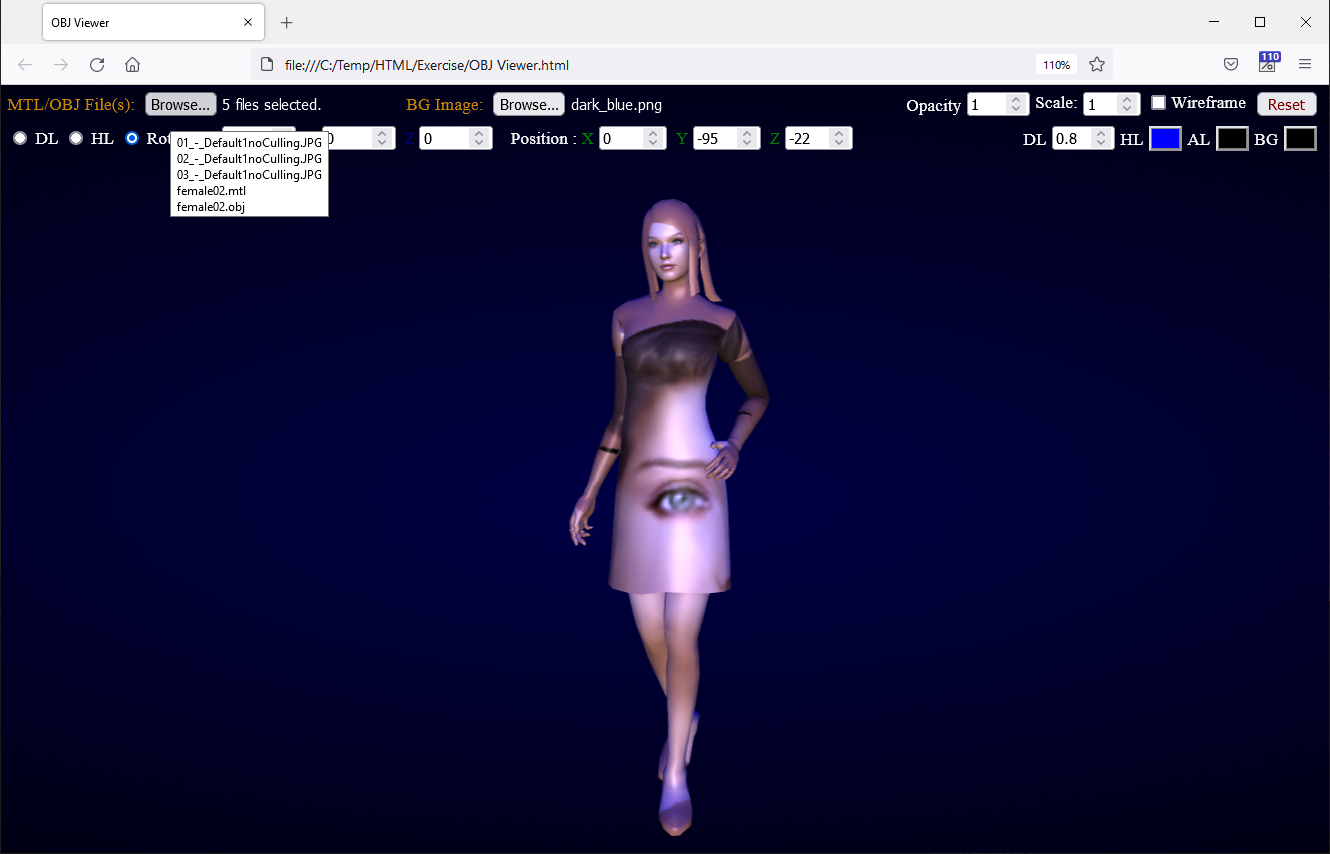 OBJ Viewer
file:///C:/Temp/HTML/Exercise/OBJ Viewer.html 110% 110
MTL/OBJ File(s): Browse... 5 files selected. BG Image: Browse... dark_blue.png Opacity 1 Scale: 1 Wireframe Reset
DL HL Rot 0 Z 0 Position : X 0 Y -95 Z -22 DL 0.8 HL AL BG
01_-_Default1noCulling.JPG
02_-_Default1noCulling.JPG
03_-_Default1noCulling.JPG
female02.mtl
female02.obj